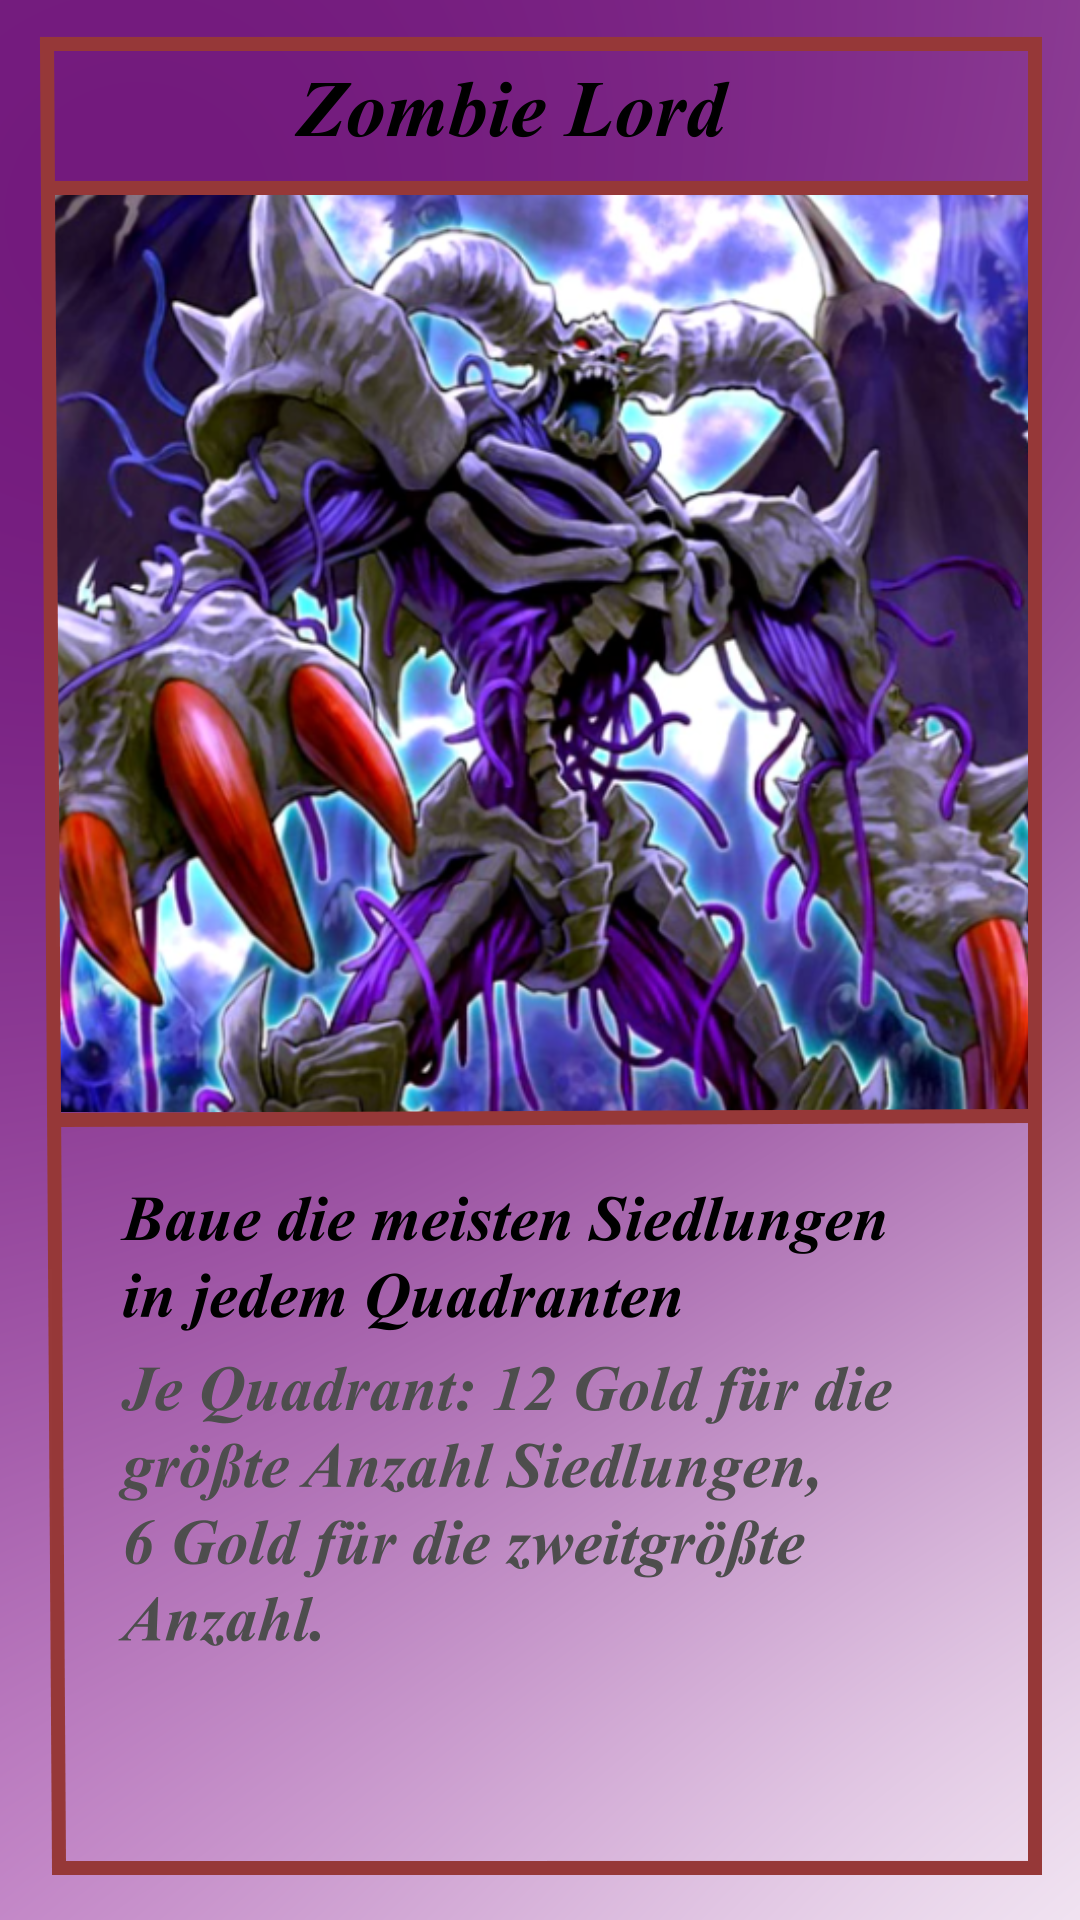 Zombie Lord
Baue die meisten Siedlungen
in jedem Quadranten
Je Quadrant: 12 Gold für die
größte Anzahl Siedlungen,
6 Gold für die zweitgrößte
Anzahl.